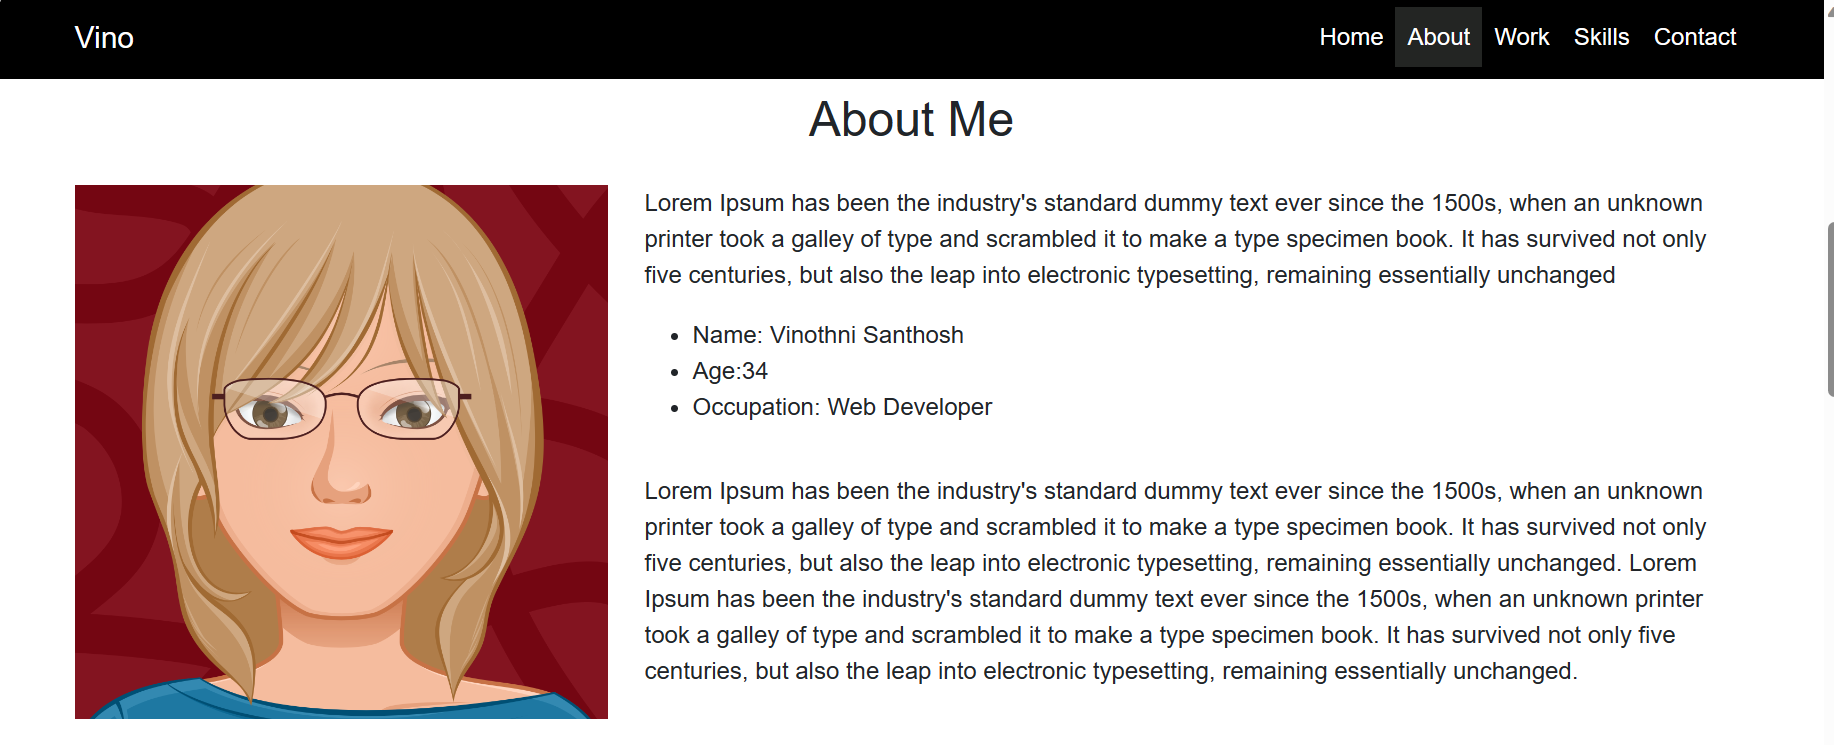 Vino
Home About Work Skills Contact
About Me
Lorem Ipsum has been the industry's standard dummy text ever since the 1500s, when an unknown
printer took a galley of type and scrambled it to make a type specimen book. It has survived not only
five centuries, but also the leap into electronic typesetting, remaining essentially unchanged
• Name: Vinothni Santhosh
• Age:34
• Occupation: Web Developer
Lorem Ipsum has been the industry's standard dummy text ever since the 1500s, when an unknown
printer took a galley of type and scrambled it to make a type specimen book. It has survived not only
five centuries, but also the leap into electronic typesetting, remaining essentially unchanged. Lorem
Ipsum has been the industry's standard dummy text ever since the 1500s, when an unknown printer
took a galley of type and scrambled it to make a type specimen book. It has survived not only five
centuries, but also the leap into electronic typesetting, remaining essentially unchanged.